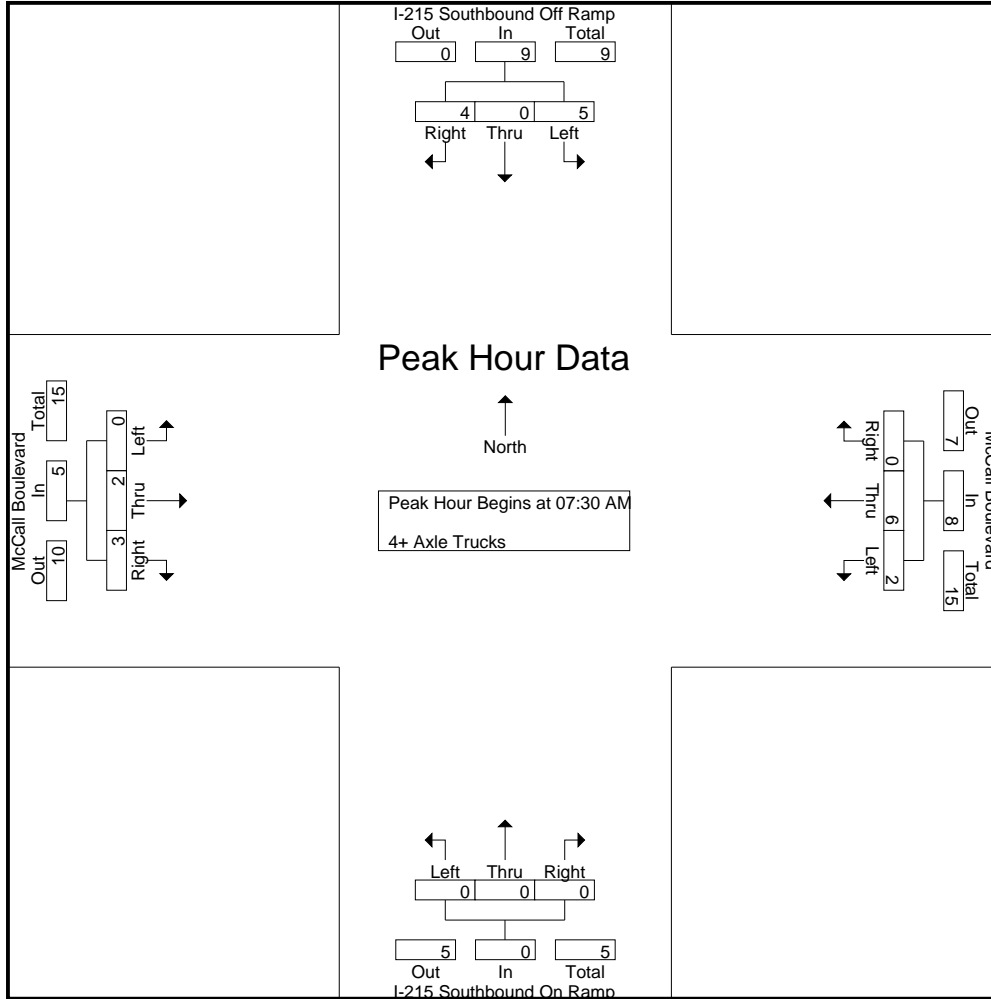 I-215 Southbound Off Ramp
Out In Total
0 9 9
4 0 5
Right Thru Left
Peak Hour Data
North
Peak Hour Begins at 07:30 AM
4+ Axle Trucks
McCall Boulevard
Total In Out
15 5 10
0 2 3
Left Thru Right
Right Thru Left
0 6 2
Out In Total
7 8 15
McCall Boulevard
Left Thru Right
0 0 0
5 0 5
Out In Total
I-215 Southbound On Ramp